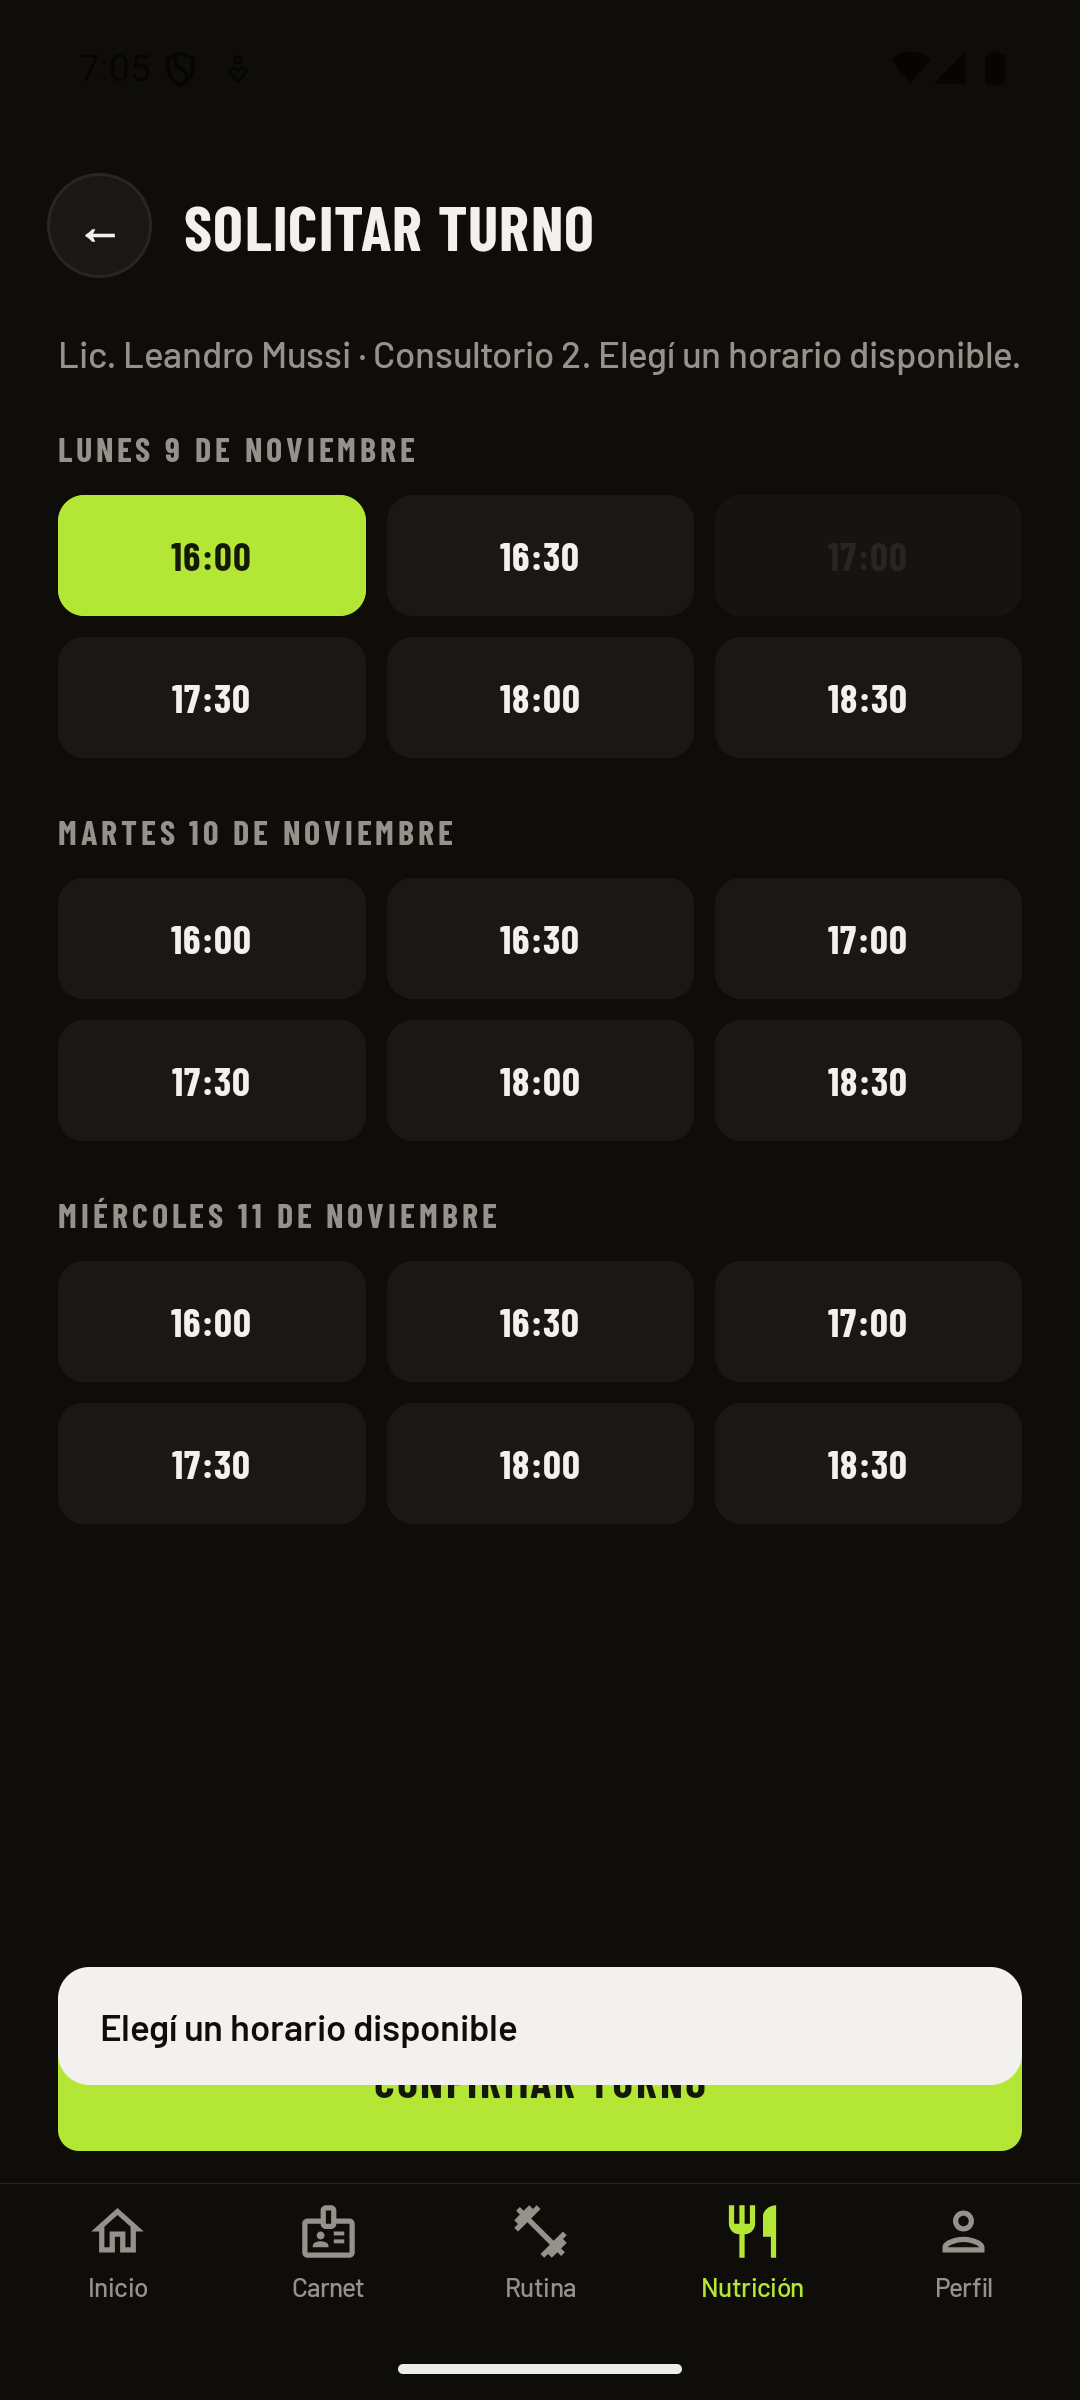 7:05
SOLICITAR TURNO
Lic. Leandro Mussi · Consultorio 2. Elegí un horario disponible.
LUNES 9 DE NOVIEMBRE
16:00 16:30 17:00
17:30 18:00 18:30
MARTES 10 DE NOVIEMBRE
16:00 16:30 17:00
17:30 18:00 18:30
MIÉRCOLES 11 DE NOVIEMBRE
16:00 16:30 17:00
17:30 18:00 18:30
Elegí un horario disponible
CONFIRMAR TURNO
Inicio Carnet Rutina Nutrición Perfil